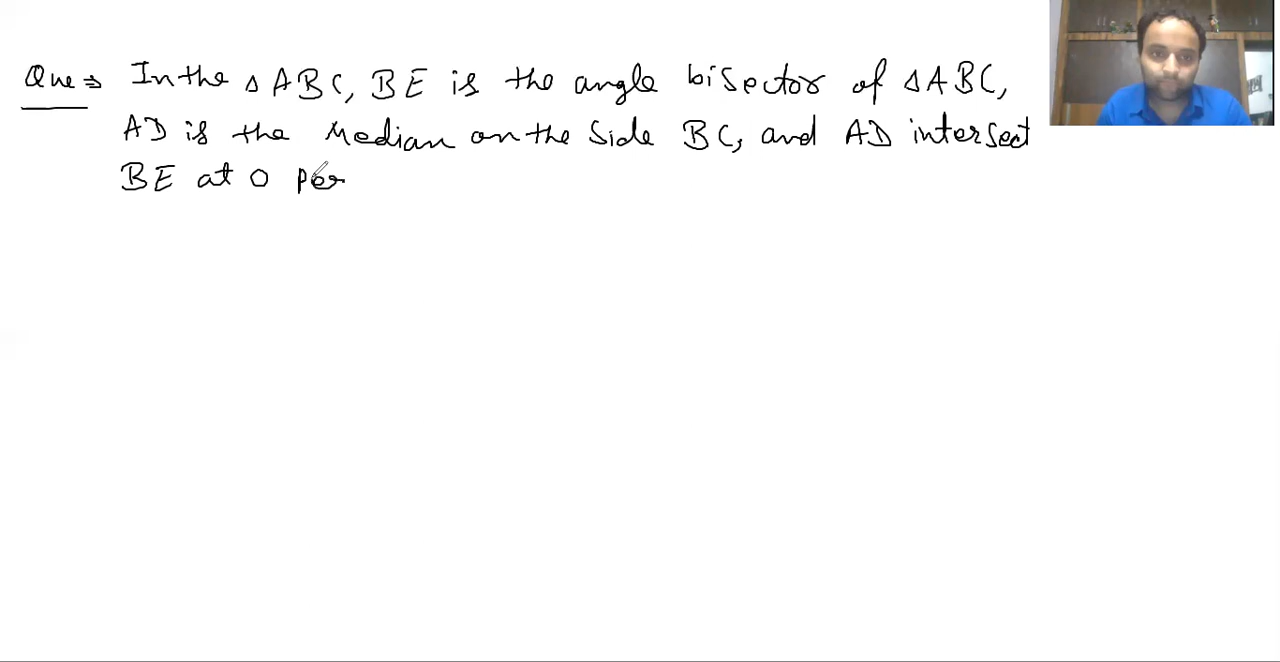 Que ⇒ In the △ ABC, BE is the angle bisector of △ABC,
AD is the Median on the side BC, and AD intersect
BE at O per